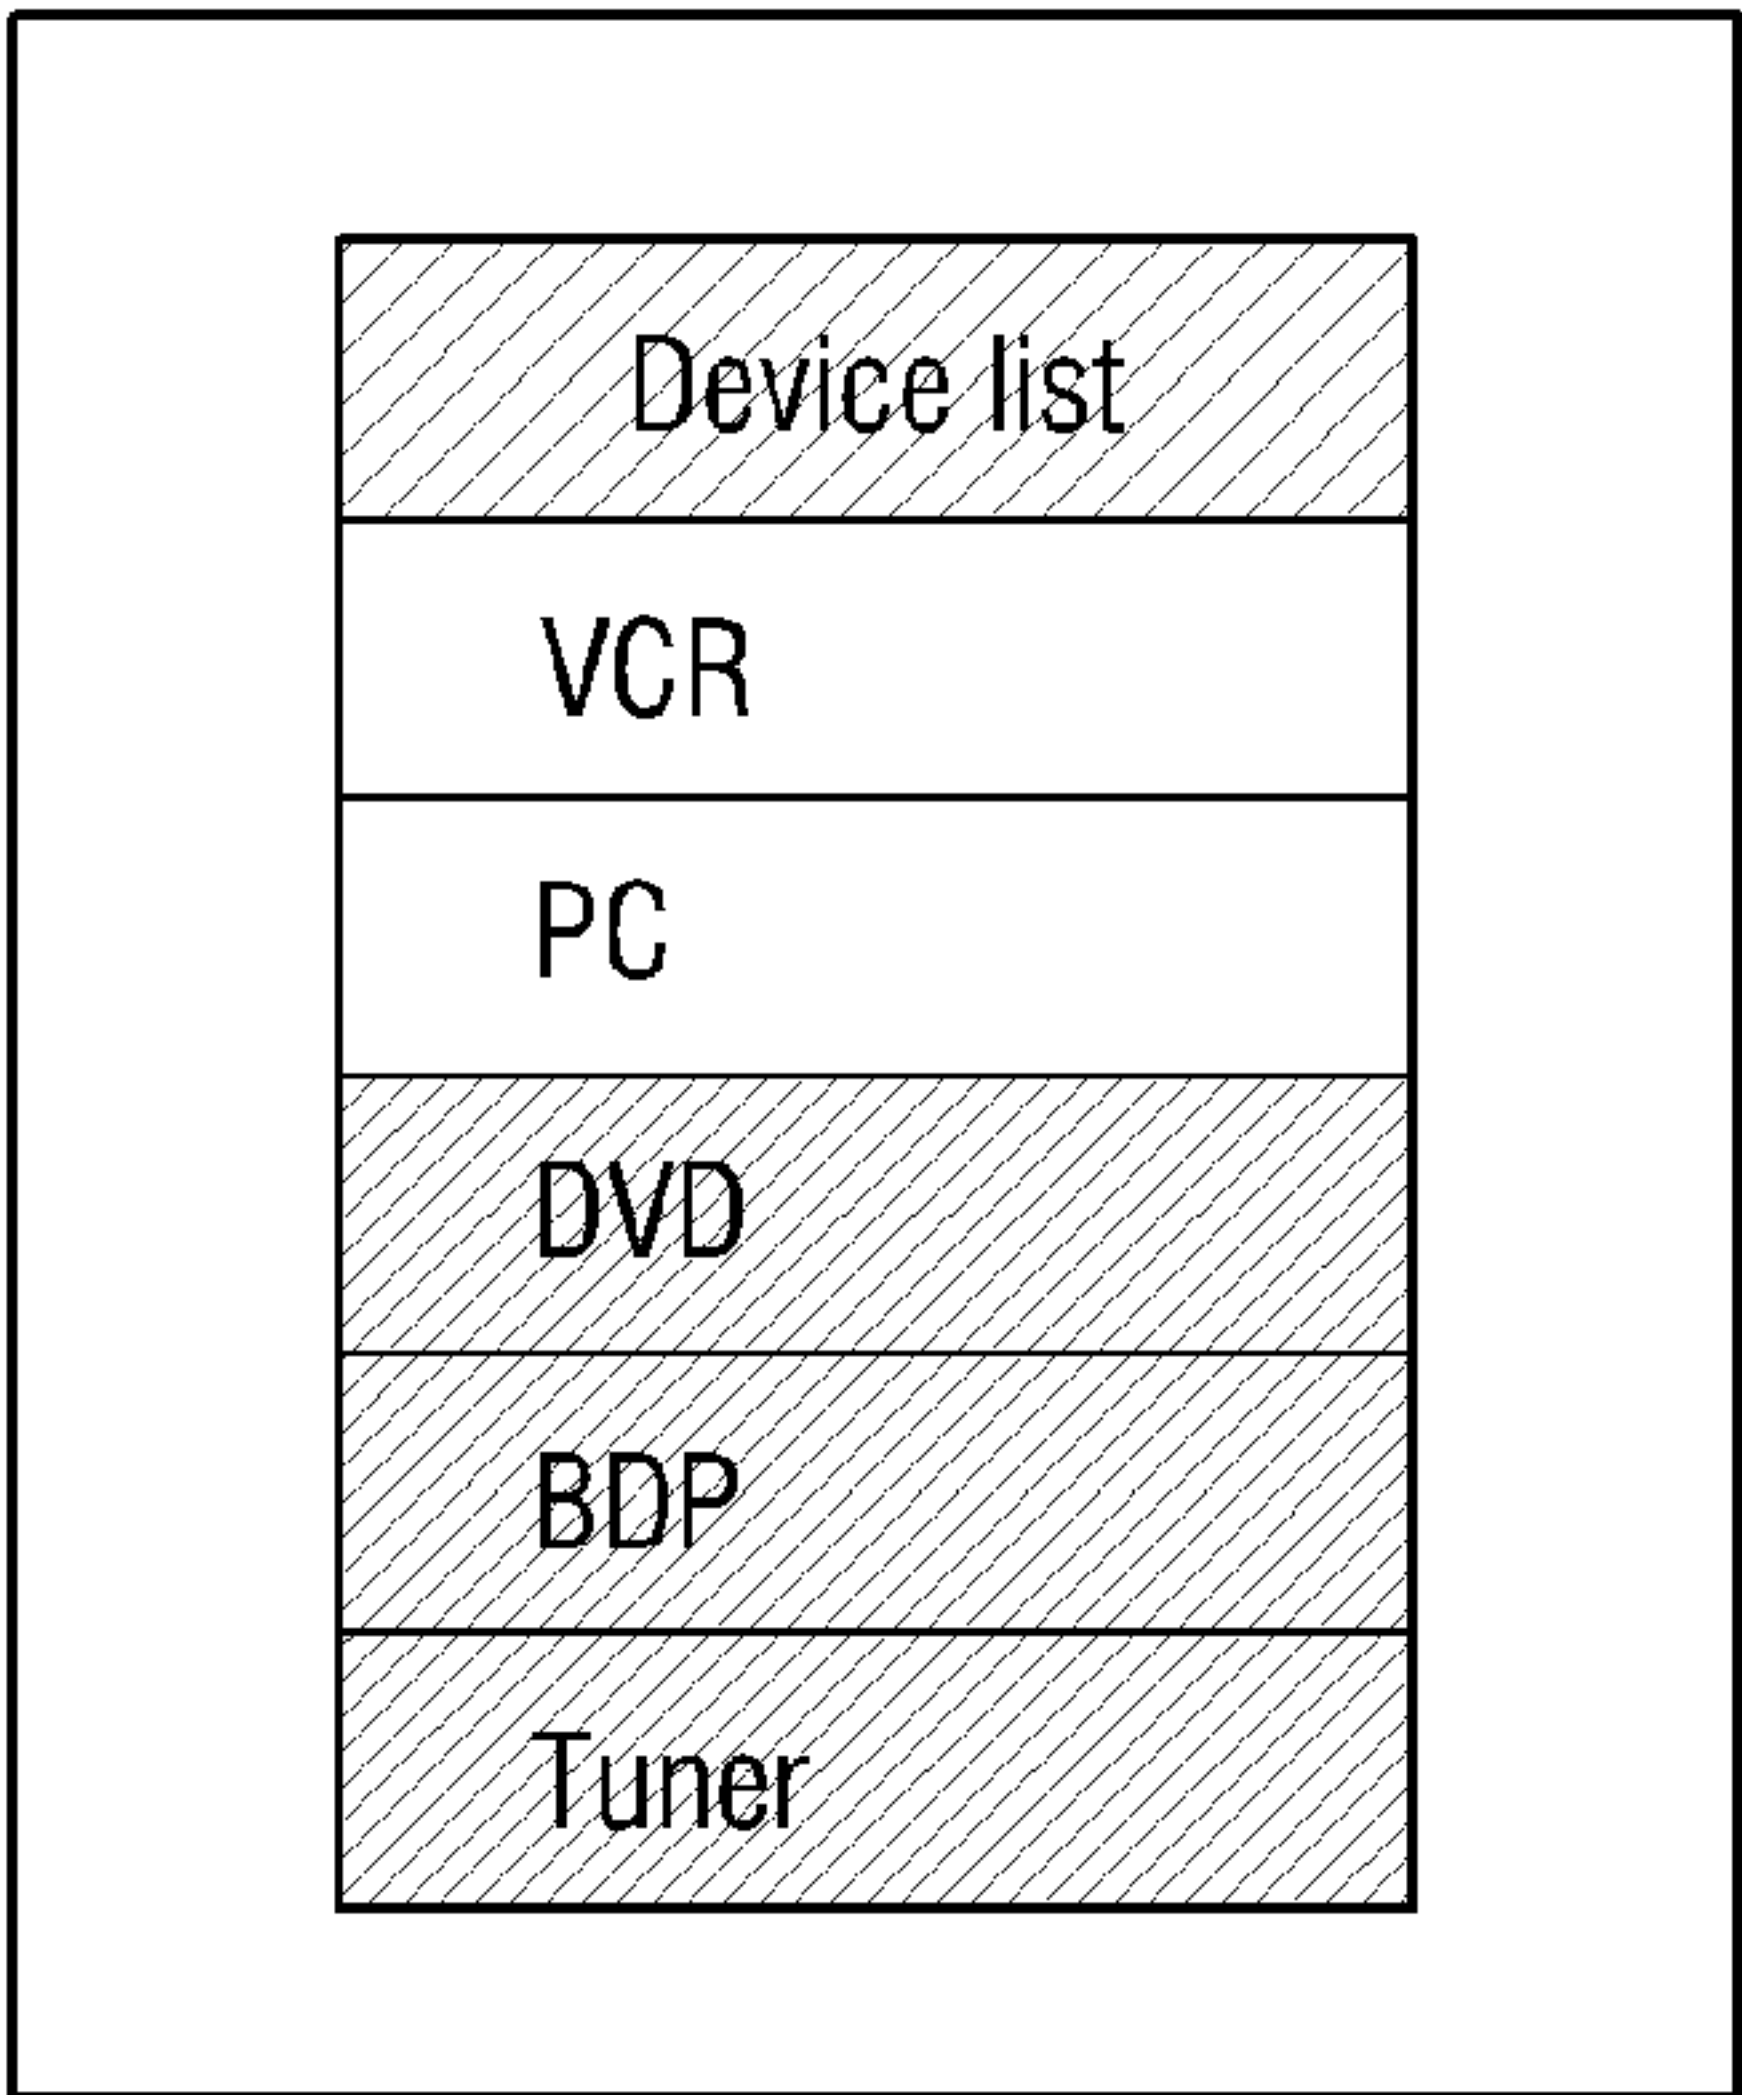 Device list
VCR
PC
DVD
BDP
Tuner